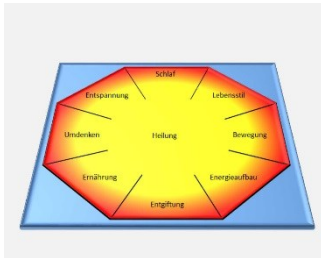 Schlaf
Entspannung
Lebensstil
Umdenken
Heilung
Bewegung
Ernährung
Energieaufbau
Entgiftung